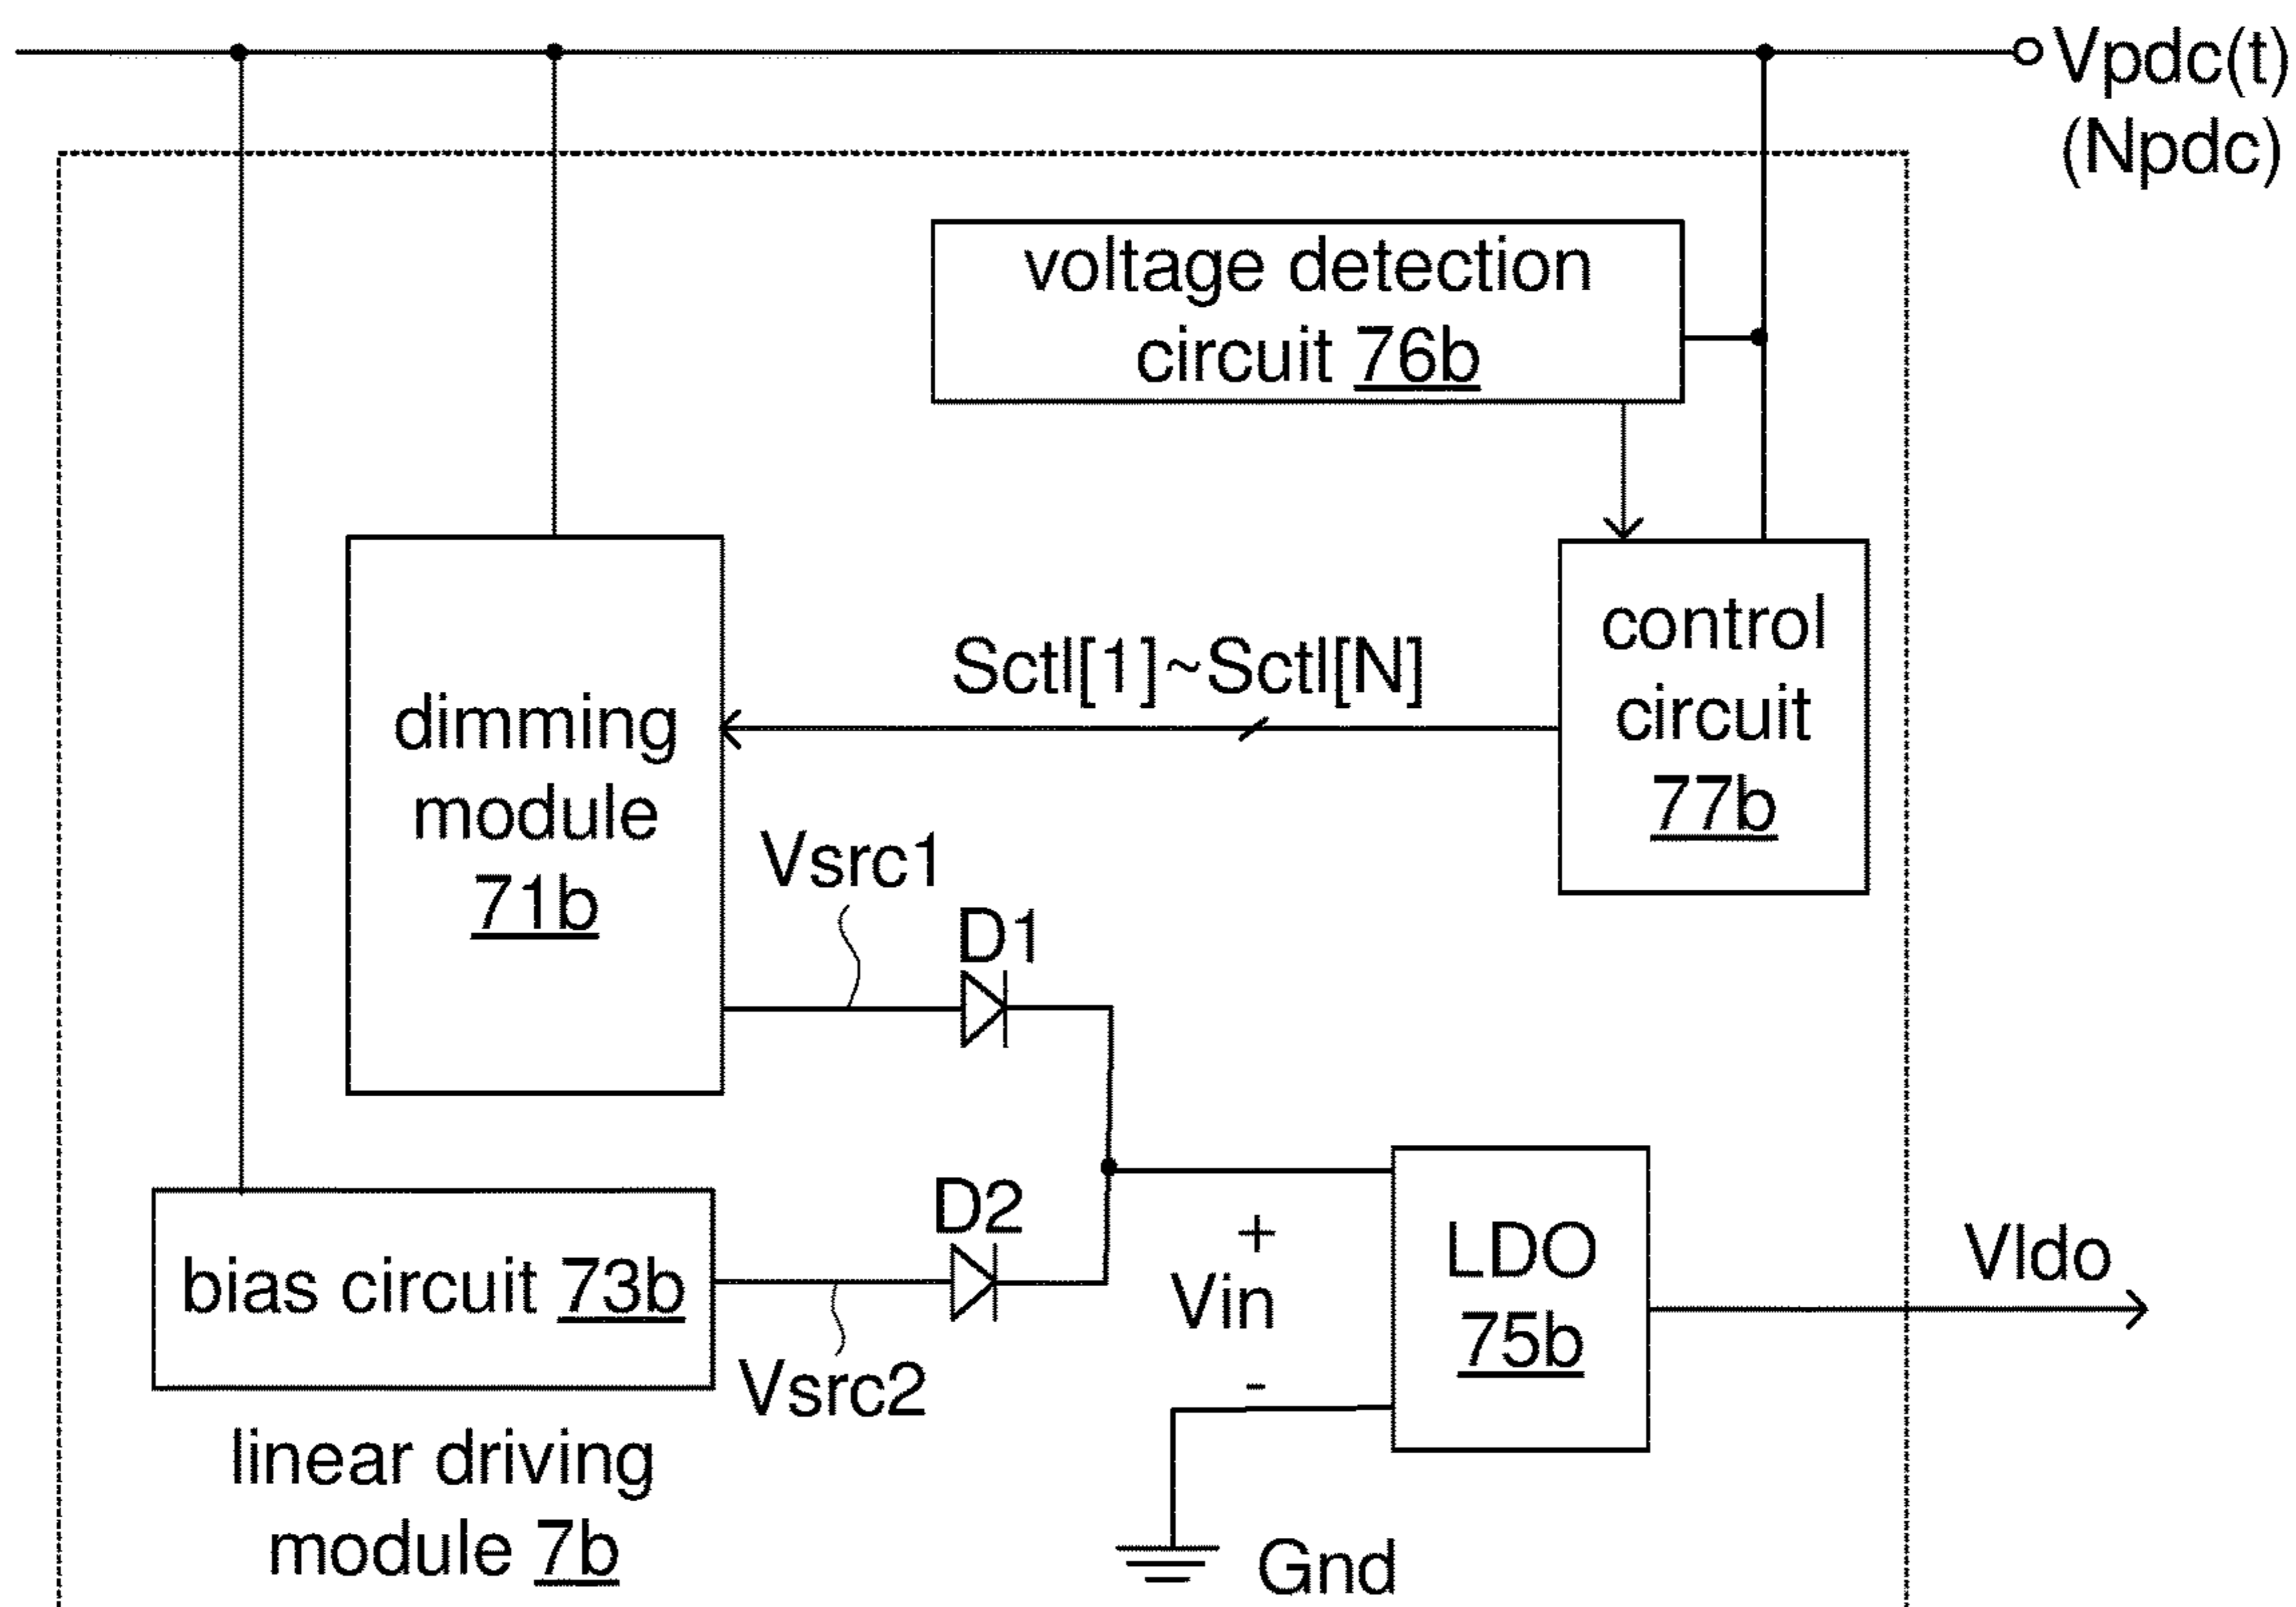 Vpdc(t)
(Npdc)
voltage detection
circuit 76b
control
circuit
77b
Sctl[1]~Sctl[N]
dimming
module
71b
Vsrc1
D1
D2
bias circuit 73b
Vsrc2
+
Vin
-
LDO
75b
Vldo
linear driving
module 7b
Gnd